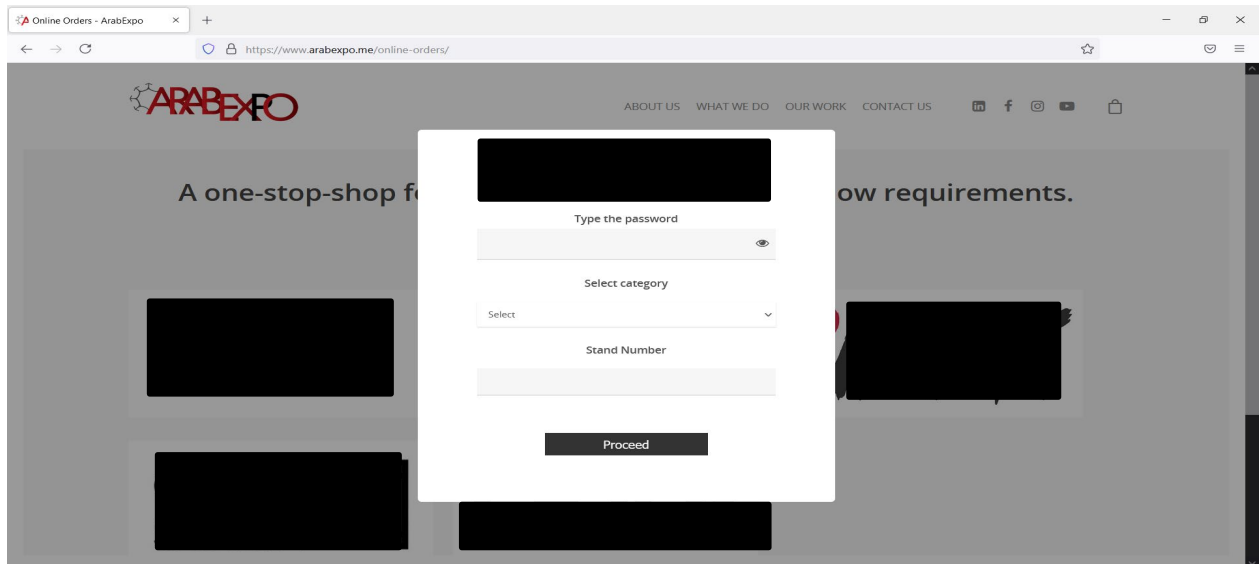 Online Orders - ArabExpo
https://www.arabexpo.me/online-orders/
ARABEXPO
ABOUT US WHAT WE DO OUR WORK CONTACT US
A one-stop-shop f
ow requirements.
Type the password
Select category
Select
Stand Number
Proceed